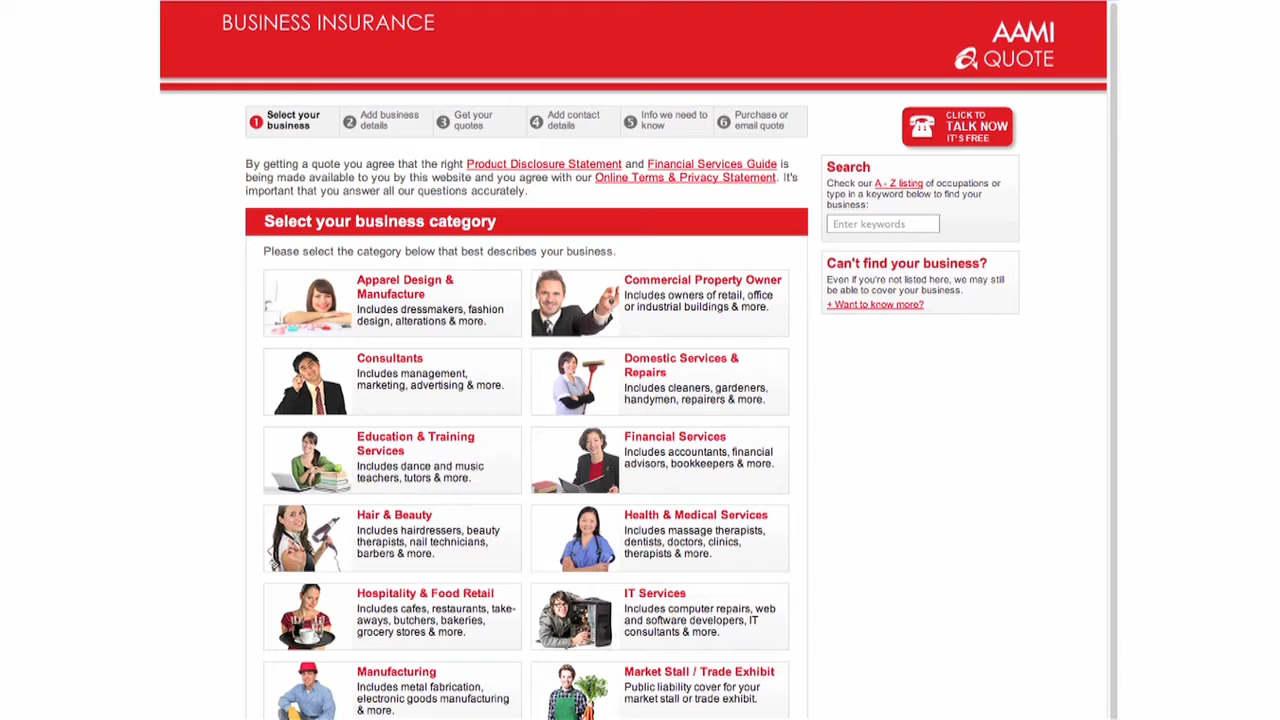 BUSINESS INSURANCE
AAMI
QUOTE
1 Select your
business
2 Add business
details
3 Get your
quotes
4 Add contact
details
5 Info we need to
know
6 Purchase or
email quote
CLICK TO
TALK NOW
IT'S FREE
By getting a quote you agree that the right Product Disclosure Statement and Financial Services Guide is
being made available to you by this website and you agree with our Online Terms & Privacy Statement. It's
important that you answer all our questions accurately.
Search
Check our A - Z listing of occupations or
type in a keyword below to find your
business:
Enter keywords
Can't find your business?
Even if you're not listed here, we may still
be able to cover your business.
+ Want to know more?
Select your business category
Please select the category below that best describes your business.
Apparel Design &
Manufacture
Includes dressmakers, fashion
design, alterations & more.
Commercial Property Owner
Includes owners of retail, office
or industrial buildings & more.
Consultants
Includes management,
marketing, advertising & more.
Domestic Services &
Repairs
Includes cleaners, gardeners,
handymen, repairers & more.
Education & Training
Services
Includes dance and music
teachers, tutors & more.
Financial Services
Includes accountants, financial
advisors, bookkeepers & more.
Hair & Beauty
Includes hairdressers, beauty
therapists, nail technicians,
barbers & more.
Health & Medical Services
Includes massage therapists,
dentists, doctors, clinics,
therapists & more.
Hospitality & Food Retail
Includes cafes, restaurants, take-
aways, butchers, bakeries,
grocery stores & more.
IT Services
Includes computer repairs, web
and software developers, IT
consultants & more.
Manufacturing
Includes metal fabrication,
electronic goods manufacturing
& more.
Market Stall / Trade Exhibit
Public liability cover for your
market stall or trade exhibit.